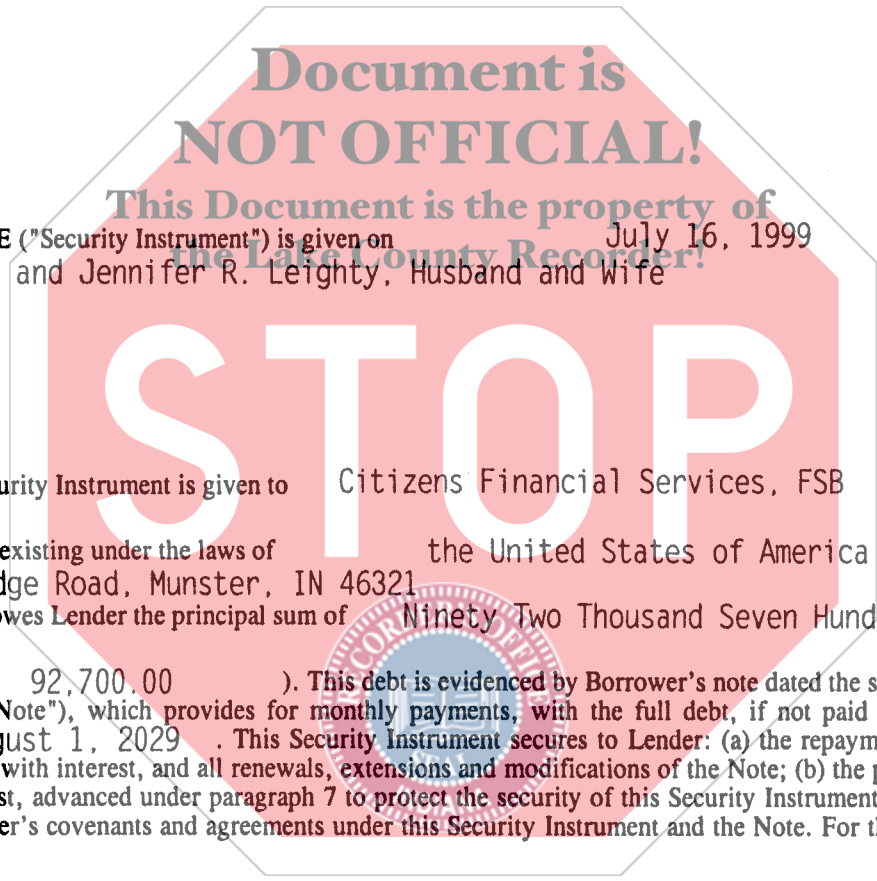 Document is
NOT OFFICIAL!
This Document is the property of
the Lake County Recorder!
E ("Security Instrument") is given on July 16, 1999
and Jennifer R. Leighty, Husband and Wife
STOP
urity Instrument is given to Citizens Financial Services, FSB
existing under the laws of the United States of America
dge Road, Munster, IN 46321
owes Lender the principal sum of Ninety Two Thousand Seven Hund
RECORDER'S OFFICE
SEAL
INDIANA
92,700.00 ). This debt is evidenced by Borrower's note dated the s
Note"), which provides for monthly payments, with the full debt, if not paid
gust 1, 2029 . This Security Instrument secures to Lender: (a) the repaym
with interest, and all renewals, extensions and modifications of the Note; (b) the p
st, advanced under paragraph 7 to protect the security of this Security Instrument
er's covenants and agreements under this Security Instrument and the Note. For th